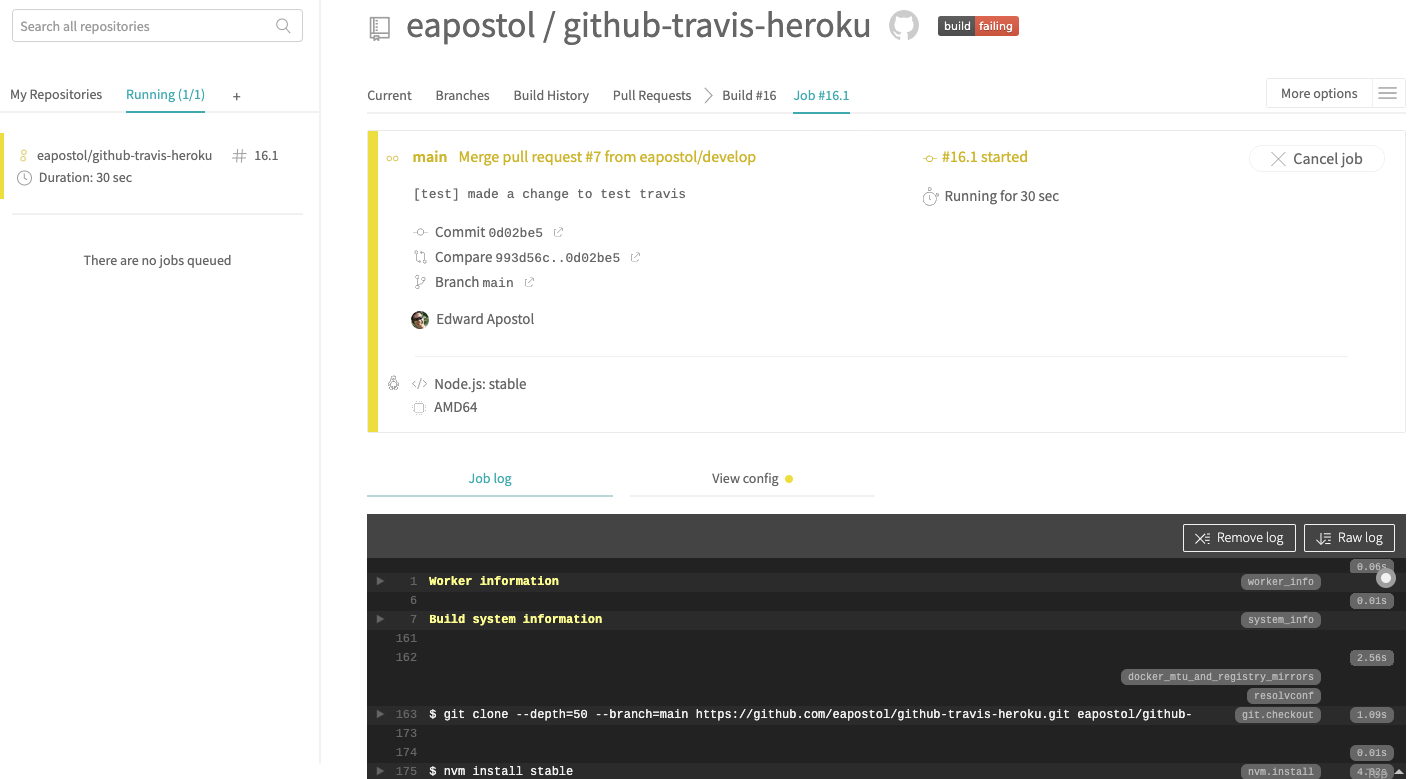 Search all repositories
eapostol / github-travis-heroku
build failing
My Repositories Running (1/1) +
Current Branches Build History Pull Requests Build #16 Job #16.1
More options
eapostol/github-travis-heroku # 16.1
Duration: 30 sec
There are no jobs queued
main Merge pull request #7 from eapostol/develop
#16.1 started
Cancel job
[test] made a change to test travis
Running for 30 sec
Commit 0d02be5
Compare 993d56c..0d02be5
Branch main
Edward Apostol
</> Node.js: stable
AMD64
Job log
View config
Remove log
Raw log
0.06s
1 Worker information worker_info
6 0.01s
7 Build system information system_info
161
162 2.56s
docker_mtu_and_registry_mirrors
resolvconf
163 $ git clone --depth=50 --branch=main https://github.com/eapostol/github-travis-heroku.git eapostol/github- git.checkout 1.09s
173
174 0.01s
175 $ nvm install stable nvm.install